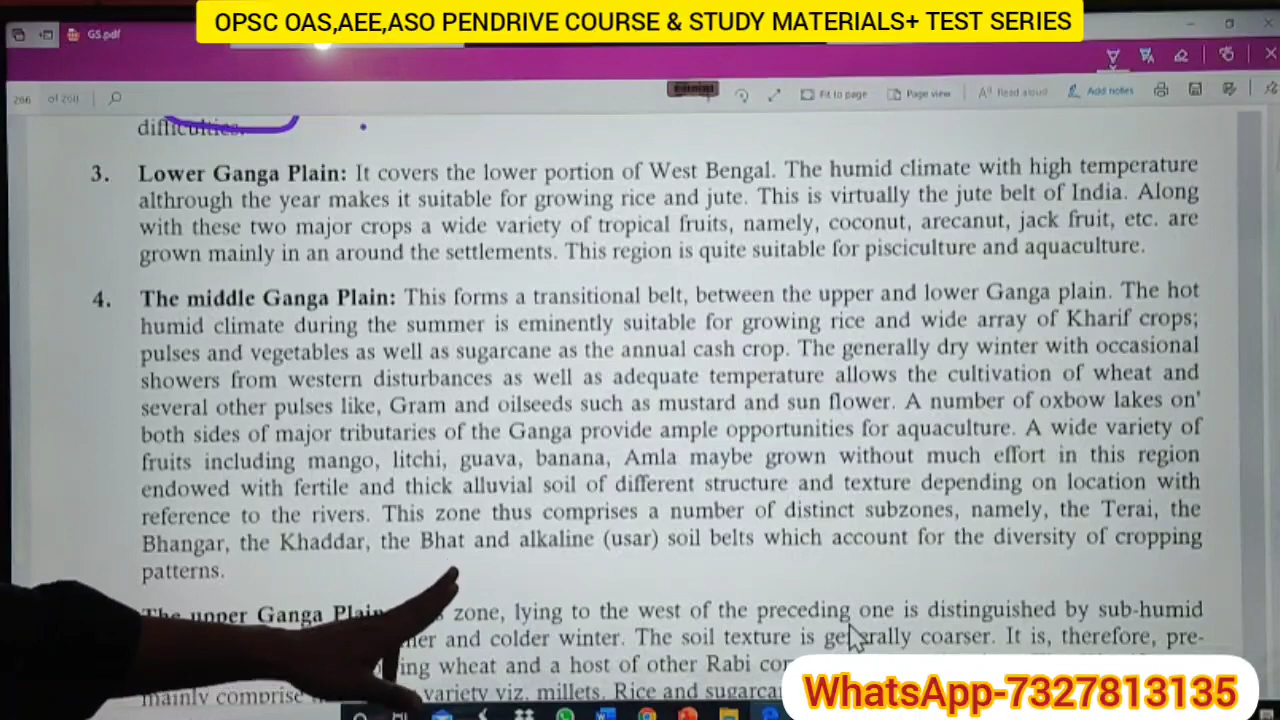 OPSC OAS,AEE,ASO PENDRIVE COURSE & STUDY MATERIALS+ TEST SERIES
GS.pdf
266 of 268 Fit to page Page view Read aloud Add notes
difficulties.
3. Lower Ganga Plain: It covers the lower portion of West Bengal. The humid climate with high temperature
althrough the year makes it suitable for growing rice and jute. This is virtually the jute belt of India. Along
with these two major crops a wide variety of tropical fruits, namely, coconut, arecanut, jack fruit, etc. are
grown mainly in an around the settlements. This region is quite suitable for pisciculture and aquaculture.
4. The middle Ganga Plain: This forms a transitional belt, between the upper and lower Ganga plain. The hot
humid climate during the summer is eminently suitable for growing rice and wide array of Kharif crops;
pulses and vegetables as well as sugarcane as the annual cash crop. The generally dry winter with occasional
showers from western disturbances as well as adequate temperature allows the cultivation of wheat and
several other pulses like, Gram and oilseeds such as mustard and sun flower. A number of oxbow lakes on'
both sides of major tributaries of the Ganga provide ample opportunities for aquaculture. A wide variety of
fruits including mango, litchi, guava, banana, Amla maybe grown without much effort in this region
endowed with fertile and thick alluvial soil of different structure and texture depending on location with
reference to the rivers. This zone thus comprises a number of distinct subzones, namely, the Terai, the
Bhangar, the Khaddar, the Bhat and alkaline (usar) soil belts which account for the diversity of cropping
patterns.
The upper Ganga Plain zone, lying to the west of the preceding one is distinguished by sub-humid
and colder winter. The soil texture is generally coarser. It is, therefore, pre-
wheat and a host of other Rabi
mainly comprise variety viz. millets. Rice and
WhatsApp-7327813135